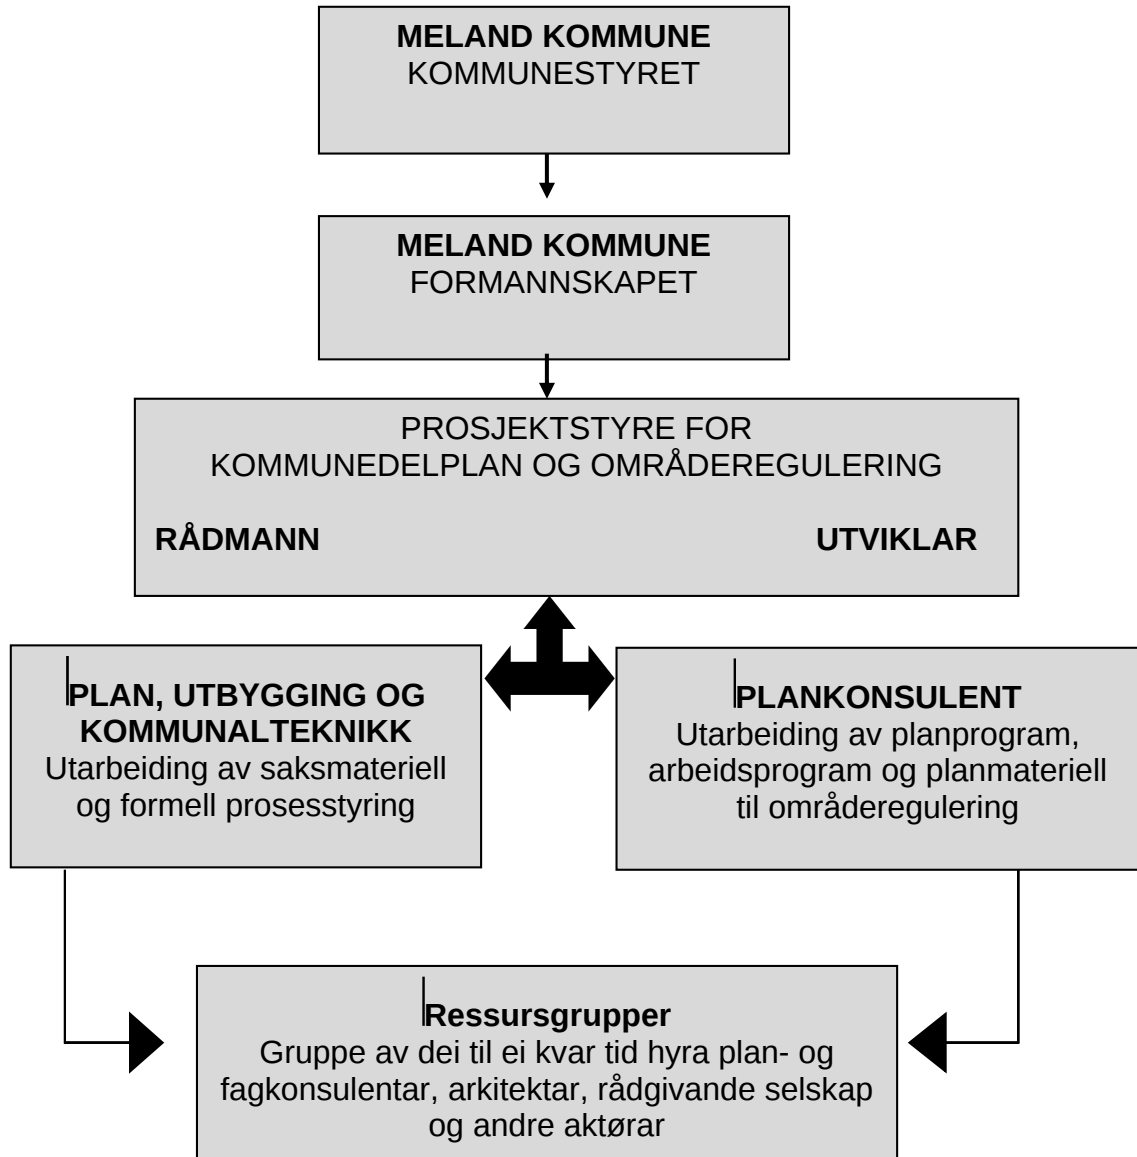 MELAND KOMMUNE
KOMMUNESTYRET
MELAND KOMMUNE
FORMANNSKAPET
PROSJEKTSTYRE FOR
KOMMUNEDELPLAN OG OMRÅDEREGULERING
RÅDMANN
UTVIKLAR
PLAN, UTBYGGING OG
KOMMUNALTEKNIKK
Utarbeiding av saksmateriell
og formell prosesstyring
PLANKONSULENT
Utarbeiding av planprogram,
arbeidsprogram og planmateriell
til områderegulering
Ressursgrupper
Gruppe av dei til ei kvar tid hyra plan- og
fagkonsulentar, arkitektar, rådgivande selskap
og andre aktørar